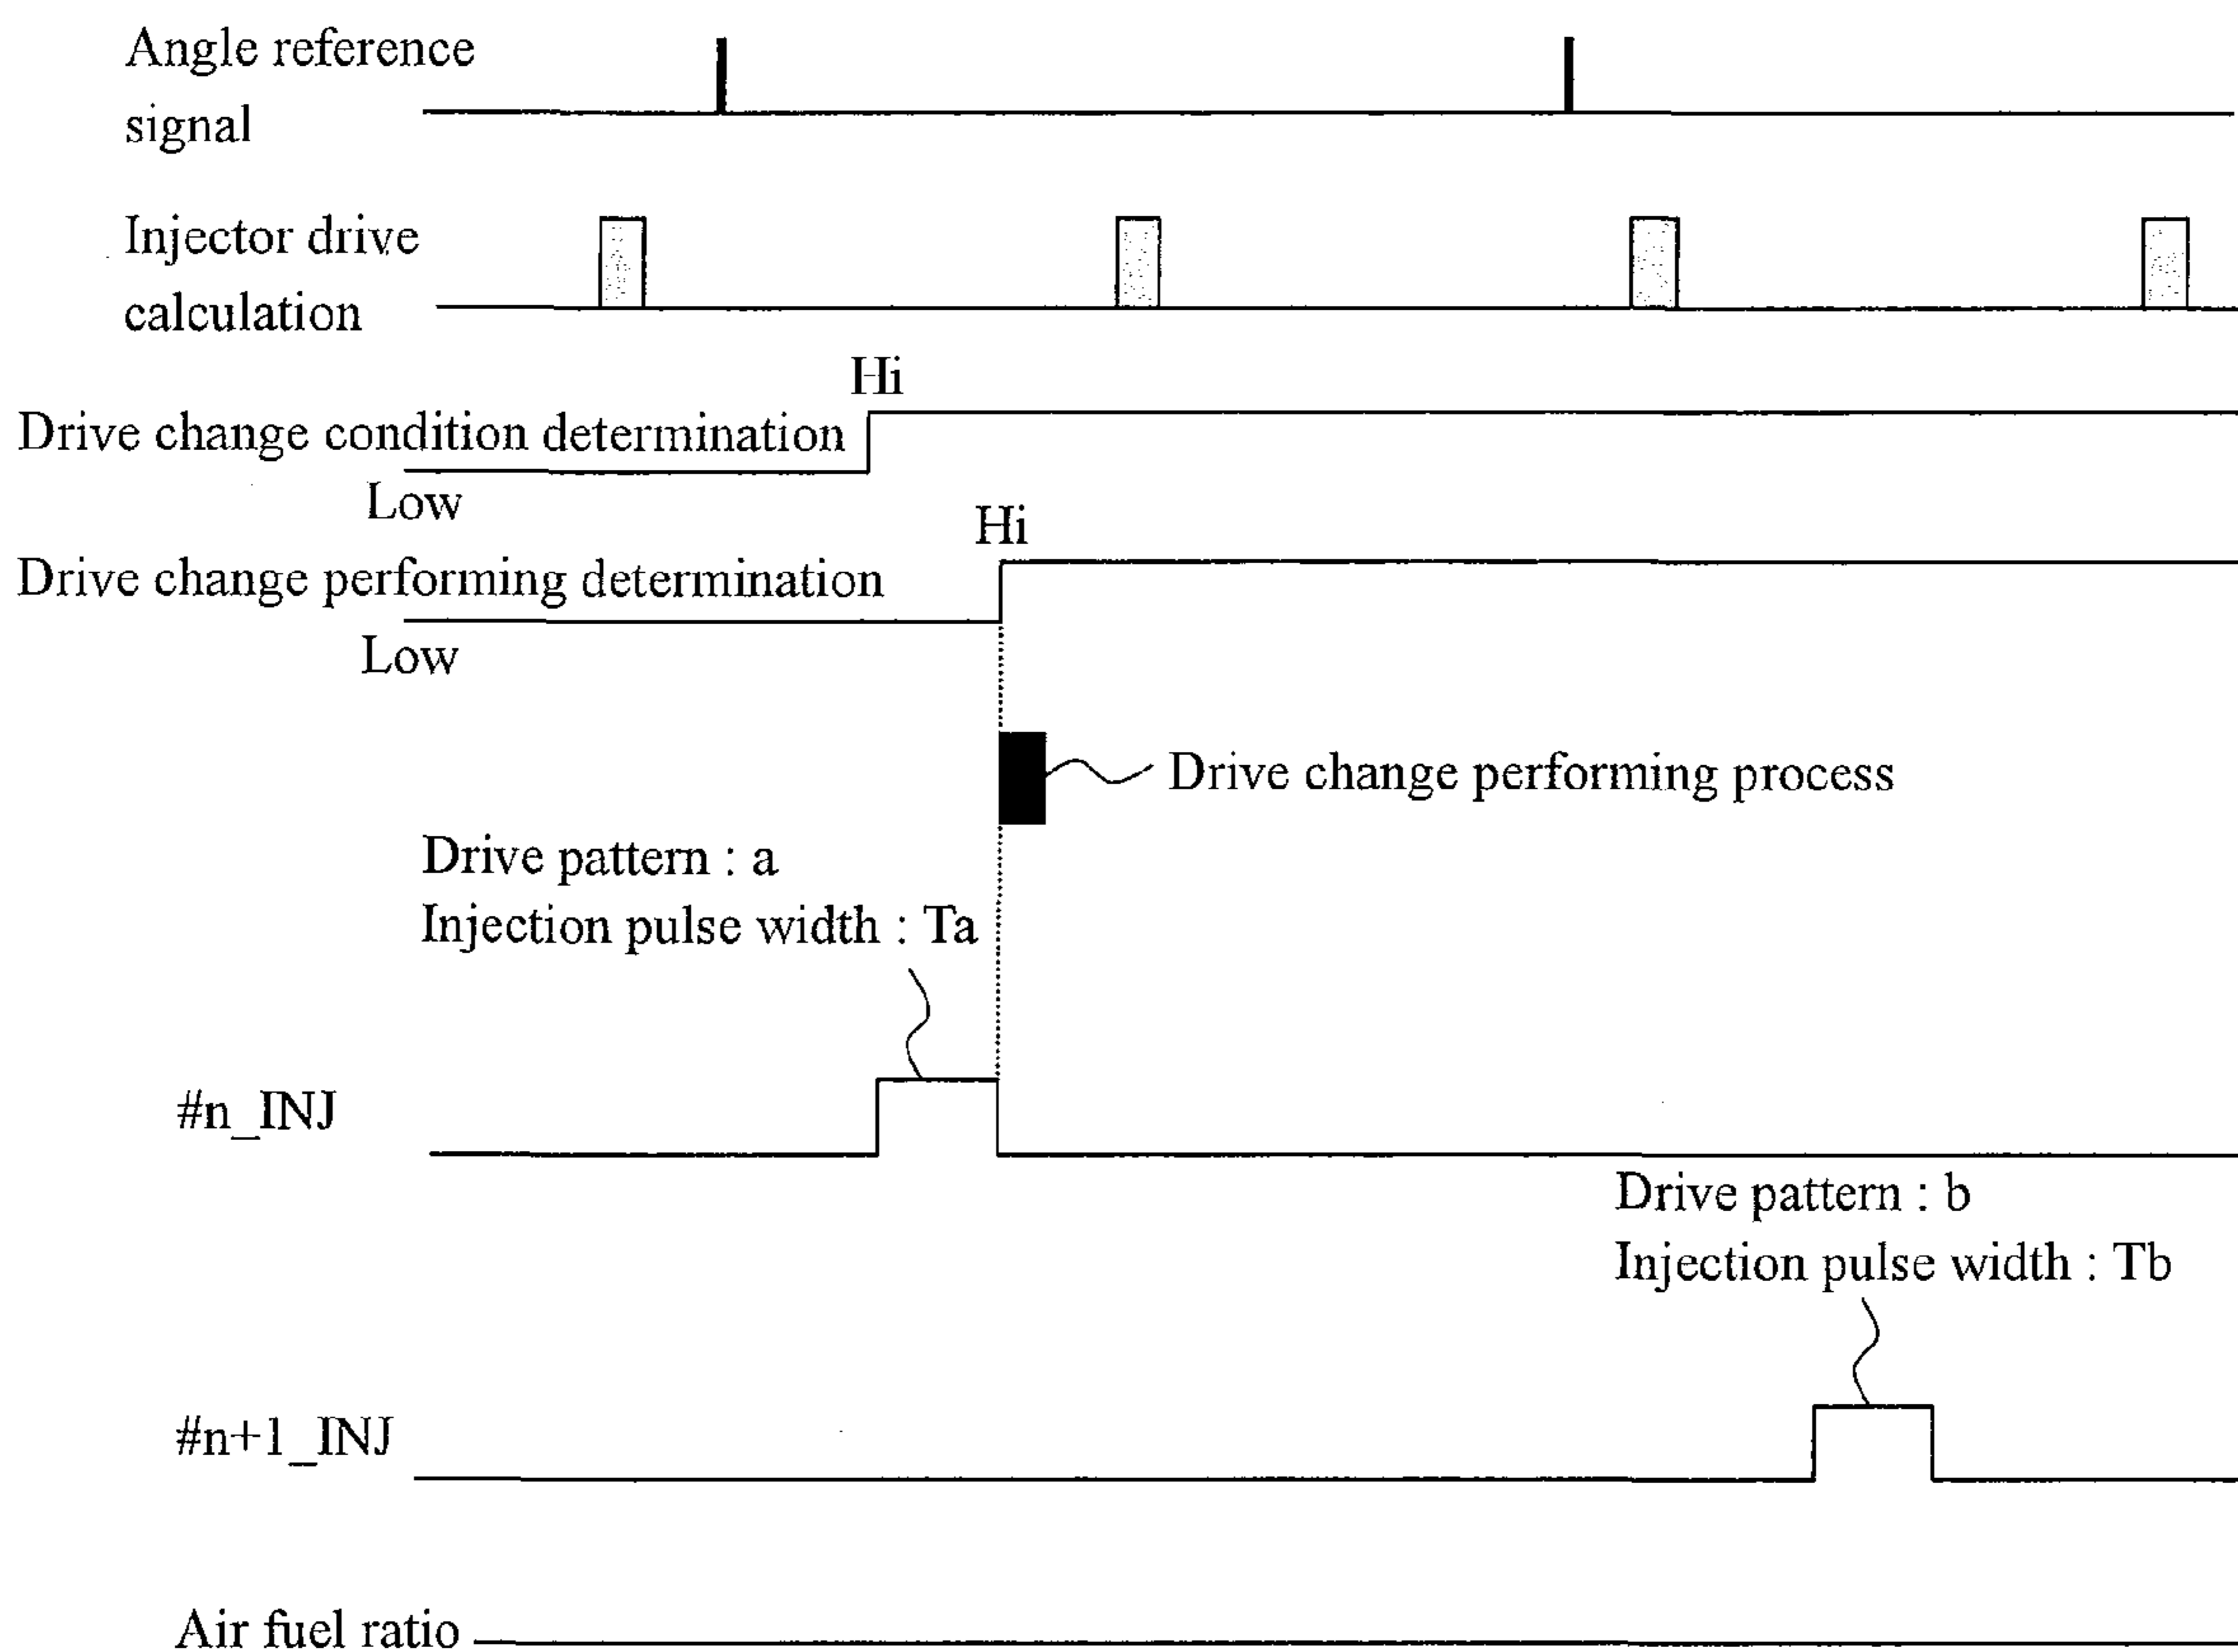 Angle reference
signal
Injector drive
calculation
Hi
Drive change condition determination
Low
Hi
Drive change performing determination
Low
Drive change performing process
Drive pattern : a
Injection pulse width : Ta
#n_INJ
Drive pattern : b
Injection pulse width : Tb
#n+1_INJ
Air fuel ratio